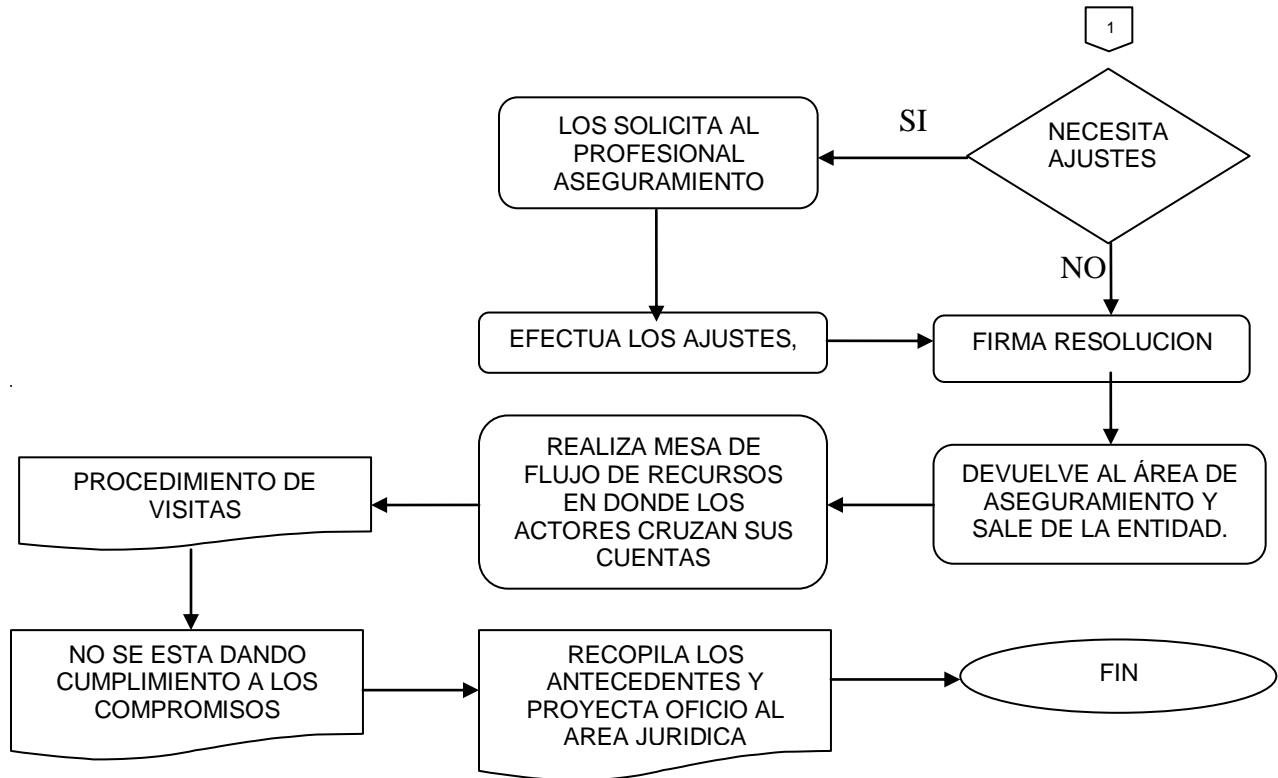 1
NECESITA
AJUSTES
SI
LOS SOLICITA AL
PROFESIONAL
ASEGURAMIENTO
NO
EFECTUA LOS AJUSTES,
FIRMA RESOLUCION
DEVUELVE AL ÁREA DE
ASEGURAMIENTO Y
SALE DE LA ENTIDAD.
REALIZA MESA DE
FLUJO DE RECURSOS
EN DONDE LOS
ACTORES CRUZAN SUS
CUENTAS
PROCEDIMIENTO DE
VISITAS
NO SE ESTA DANDO
CUMPLIMIENTO A LOS
COMPROMISOS
RECOPILA LOS
ANTECEDENTES Y
PROYECTA OFICIO AL
AREA JURIDICA
FIN